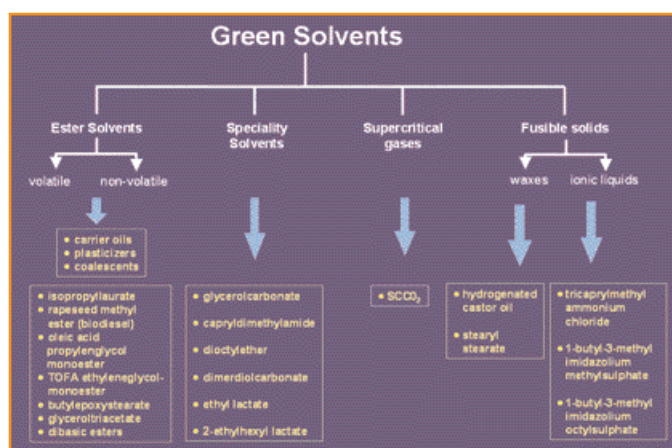 Green Solvents
Ester Solvents
Speciality
Solvents
Supercritical
gases
Fusible solids
volatile
non-volatile
waxes
ionic liquids
• carrier oils
• plasticizers
• coalescents
• isopropyllaurate
• rapeseed methyl
ester (biodiesel)
• oleic acid
propylenglycol
monoester
• TOFA ethyleneglycol-
monoester
• butylepoxystearate
• glyceroltriacetate
• dibasic esters
• glycerolcarbonate
• capryldimethylamide
• dioctylether
• dimerdiolcarbonate
• ethyl lactate
• 2-ethylhexyl lactate
• SCCO₂
• hydrogenated
castor oil
• stearyl
stearate
• tricaprylmethyl
ammonium
chloride
• 1-butyl-3-methyl
imidazolium
methylsulphate
• 1-butyl-3-methyl
imidazolium
octylsulphate